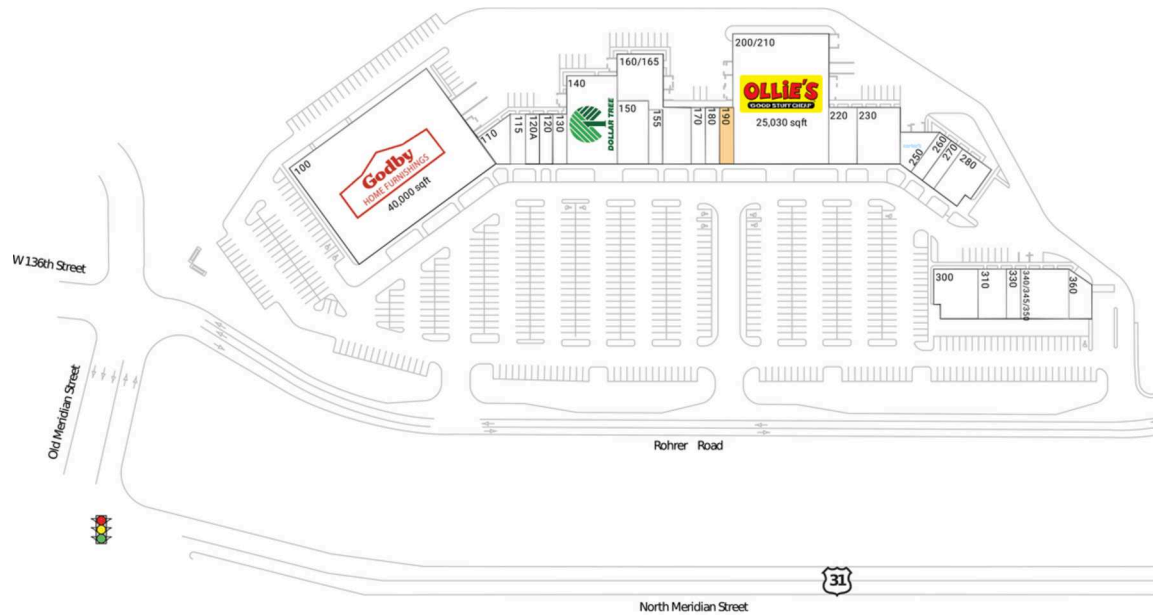 200/210
160/165
OLLIE'S
GOOD STUFF CHEAP
25,030 sqft
140
DOLLAR TREE
150
155
170
180
190
220
230
250
260
270
280
110
115
120A
120
130
100
Godby
HOME FURNISHINGS
40,000 sqft
W 136th Street
300
310
330
340/345/350
360
Old Meridian Street
Rohrer Road
31
North Meridian Street